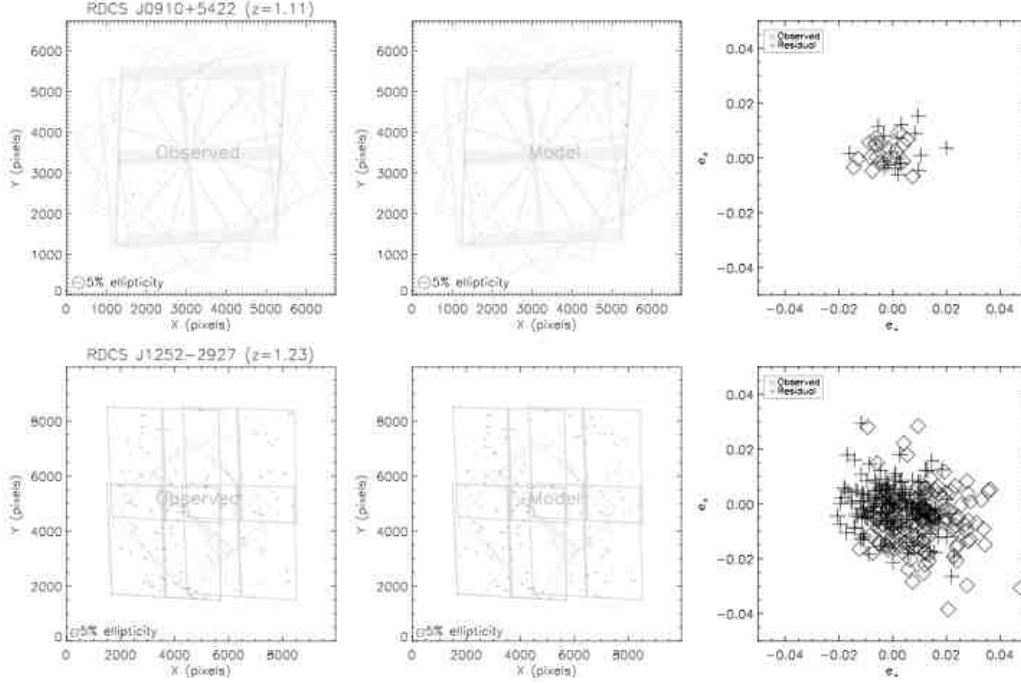 RDCS J0910+5422 (z=1.11)
6000
5000
4000
3000
2000
1000
0
Y (pixels)
Observed
5% ellipticity
0 1000 2000 3000 4000 5000 6000
X (pixels)
6000
5000
4000
3000
2000
1000
0
Y (pixels)
Model
5% ellipticity
0 1000 2000 3000 4000 5000 6000
X (pixels)
Observed
Residual
0.04
0.02
0.00
−0.02
−0.04
−0.04 −0.02 0.00 0.02 0.04
RDCS J1252−2927 (z=1.23)
8000
6000
4000
2000
0
Y (pixels)
Observed
5% ellipticity
0 2000 4000 6000 8000
X (pixels)
8000
6000
4000
2000
0
Y (pixels)
Model
5% ellipticity
0 2000 4000 6000 8000
X (pixels)
Observed
Residual
0.04
0.02
0.00
−0.02
−0.04
−0.04 −0.02 0.00 0.02 0.04